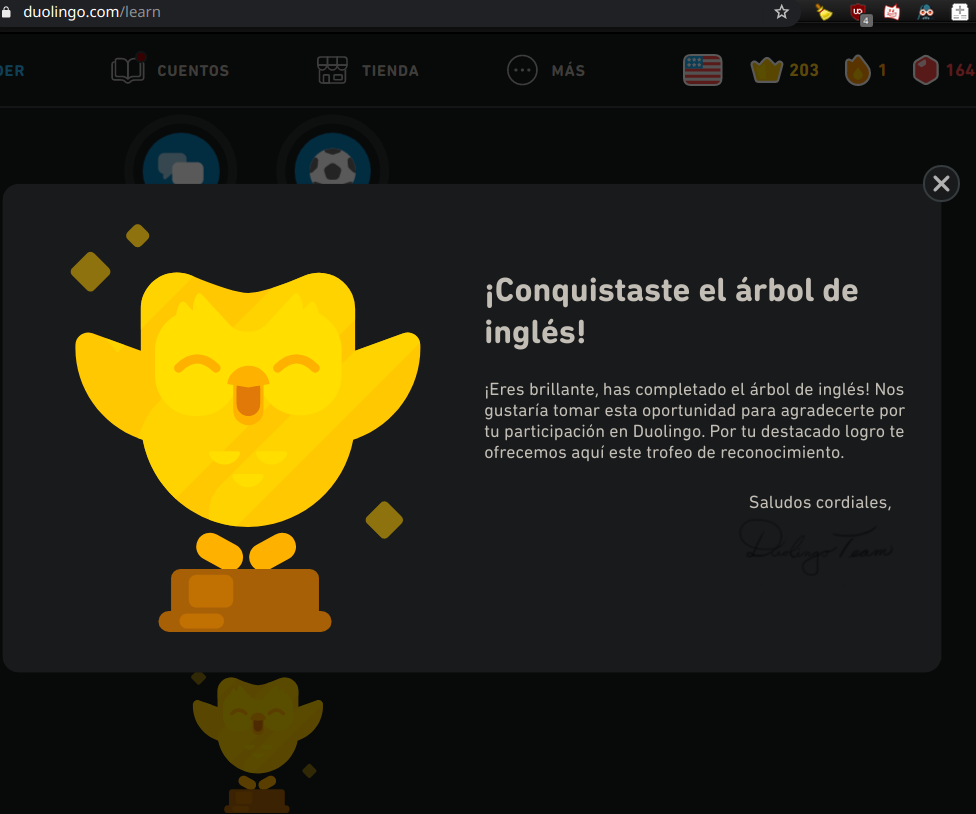 duolingo.com/learn
4
DER
CUENTOS
TIENDA
MÁS
203
1
164
¡Conquistaste el árbol de
inglés!
¡Eres brillante, has completado el árbol de inglés! Nos
gustaría tomar esta oportunidad para agradecerte por
tu participación en Duolingo. Por tu destacado logro te
ofrecemos aquí este trofeo de reconocimiento.
Saludos cordiales,
Duolingo Team